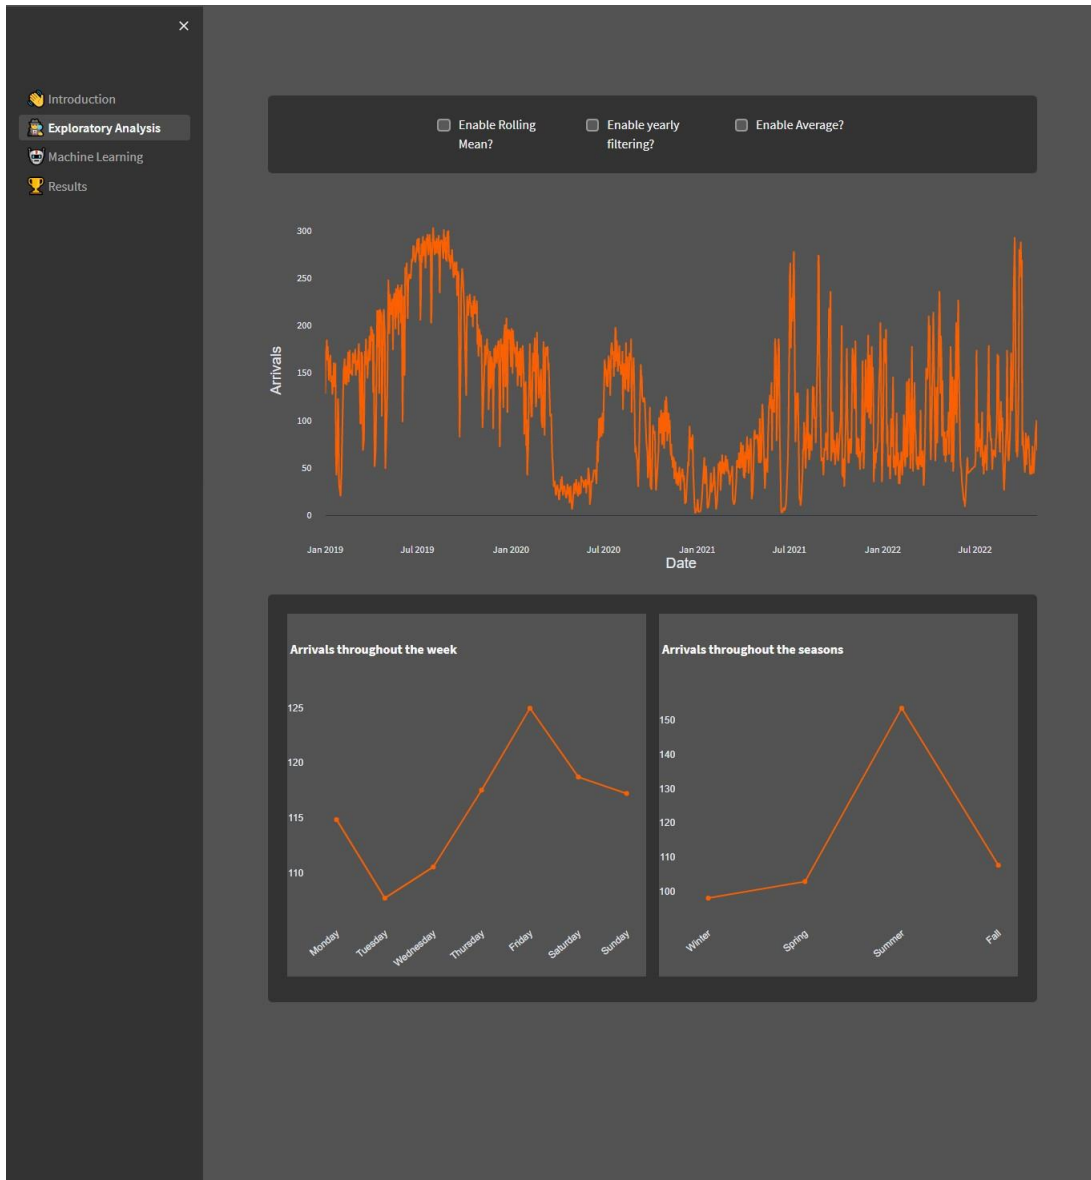 ×
Introduction
Exploratory Analysis
Machine Learning
Results
Enable Rolling
Mean?
Enable yearly
filtering?
Enable Average?
300
250
200
150
100
50
0
Arrivals
Jan 2019 Jul 2019 Jan 2020 Jul 2020 Jan 2021 Jul 2021 Jan 2022 Jul 2022
Date
Arrivals throughout the week
125
120
115
110
Monday Tuesday Wednesday Thursday Friday Saturday Sunday
Arrivals throughout the seasons
150
140
130
120
110
100
Winter Spring Summer Fall